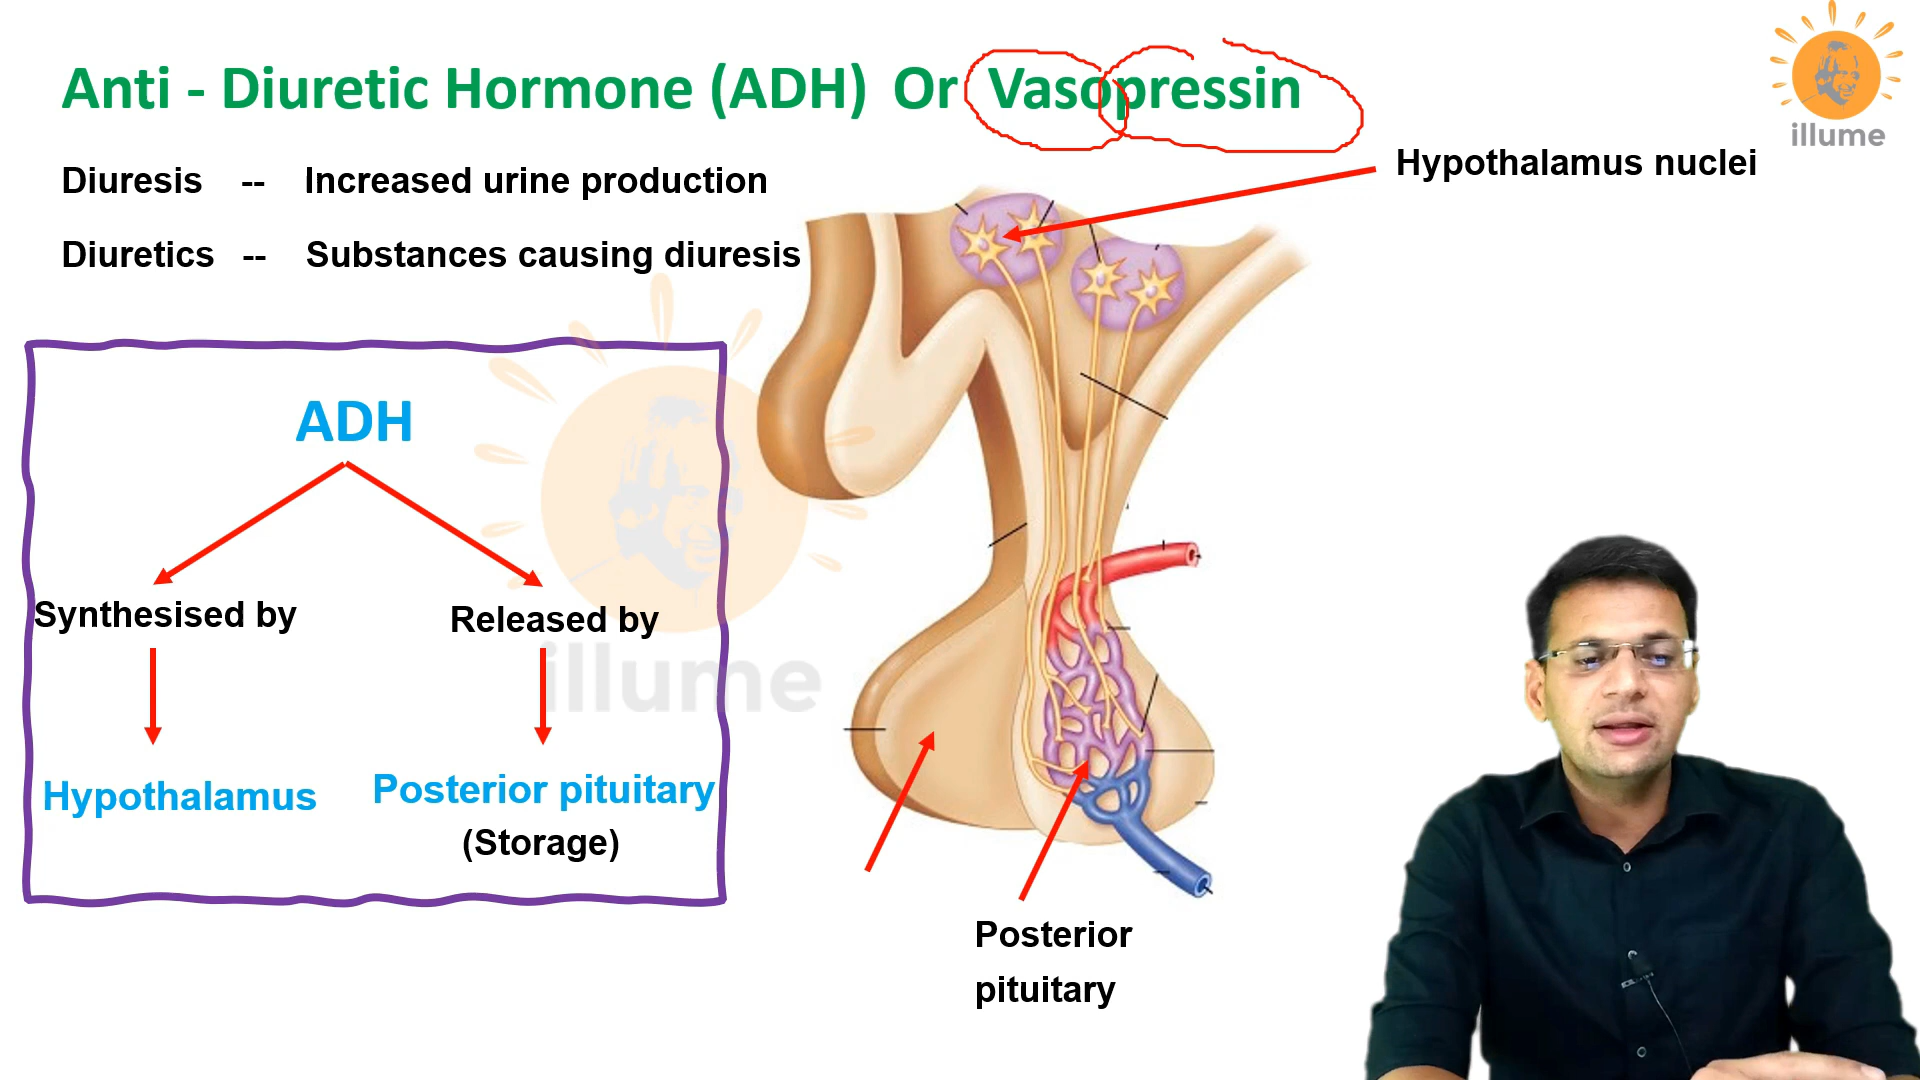 Anti - Diuretic Hormone (ADH) Or Vasopressin
illume
Hypothalamus nuclei
Diuresis -- Increased urine production
Diuretics -- Substances causing diuresis
ADH
Synthesised by
Released by
illume
Hypothalamus
Posterior pituitary
(Storage)
Posterior
pituitary